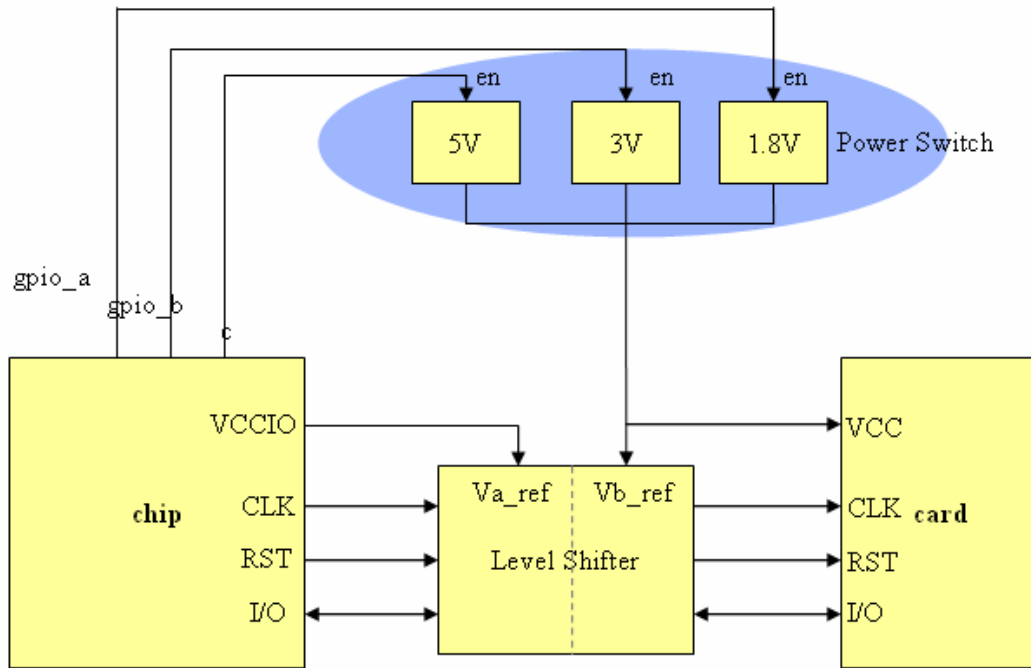 en
en
en
5V
3V
1.8V
Power Switch
gpio_a
gpio_b
c
VCCIO
VCC
Va_ref
Vb_ref
chip
CLK
CLK
card
RST
Level Shifter
RST
I/O
I/O